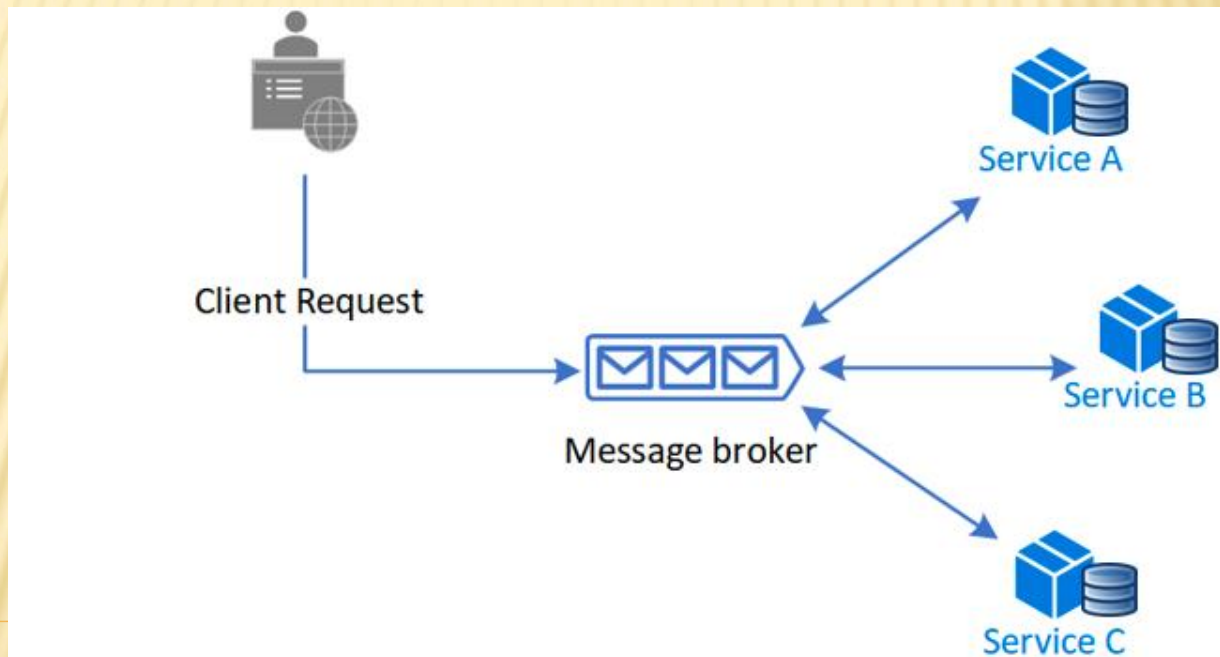 Service A
Client Request
Service B
Message broker
Service C